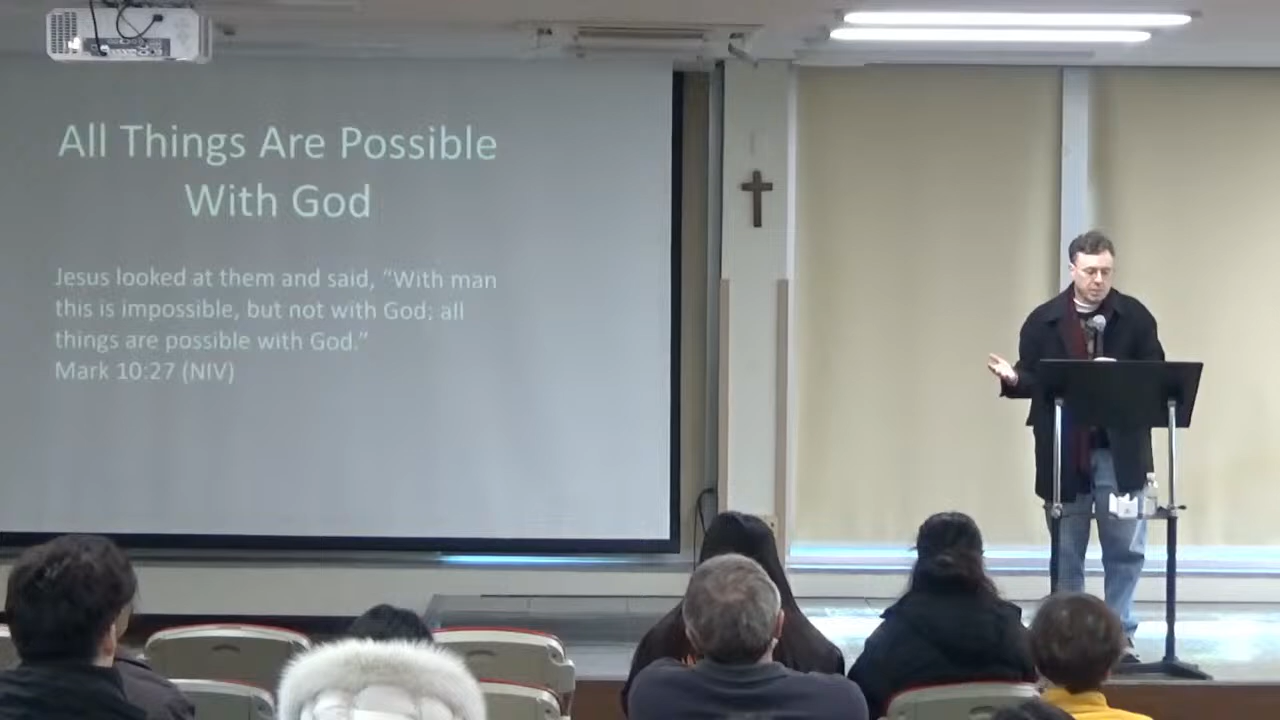 All Things Are Possible
With God
Jesus looked at them and said, “With man
this is impossible, but not with God; all
things are possible with God.”
Mark 10:27 (NIV)